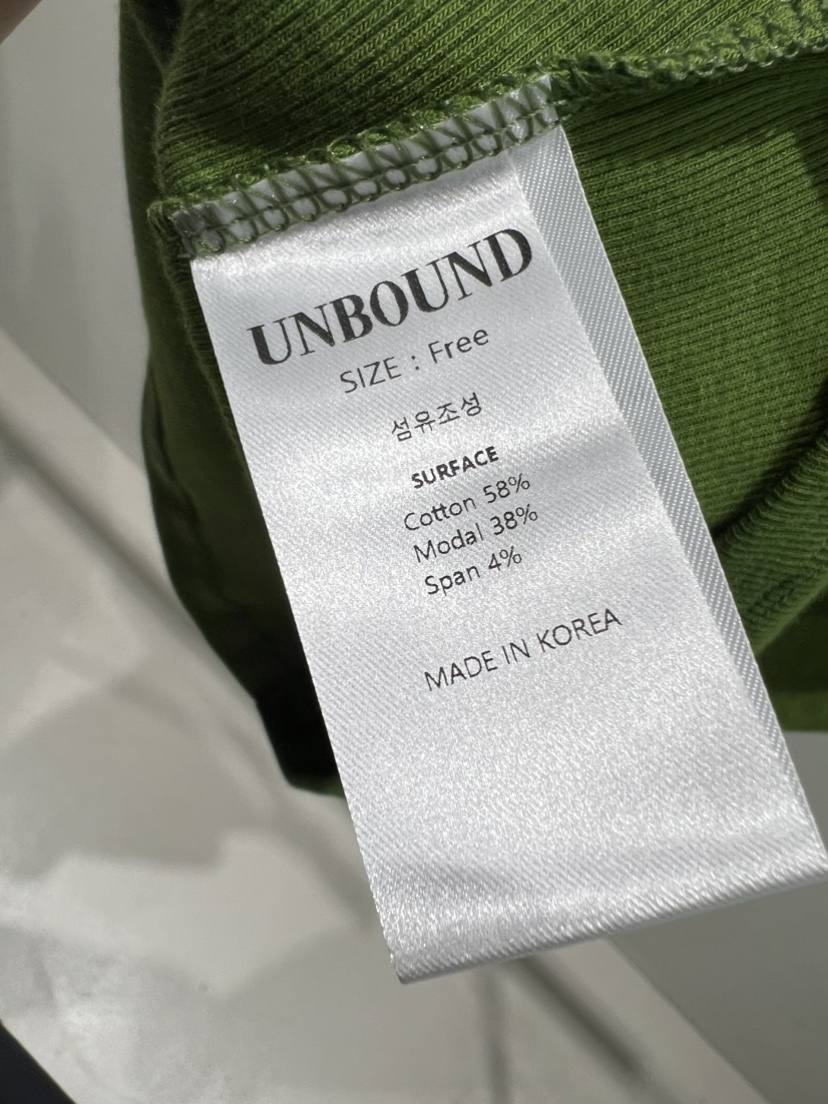 UNBOUND
SIZE : Free
섬유조성
SURFACE
Cotton 58%
Modal 38%
Span 4%
MADE IN KOREA